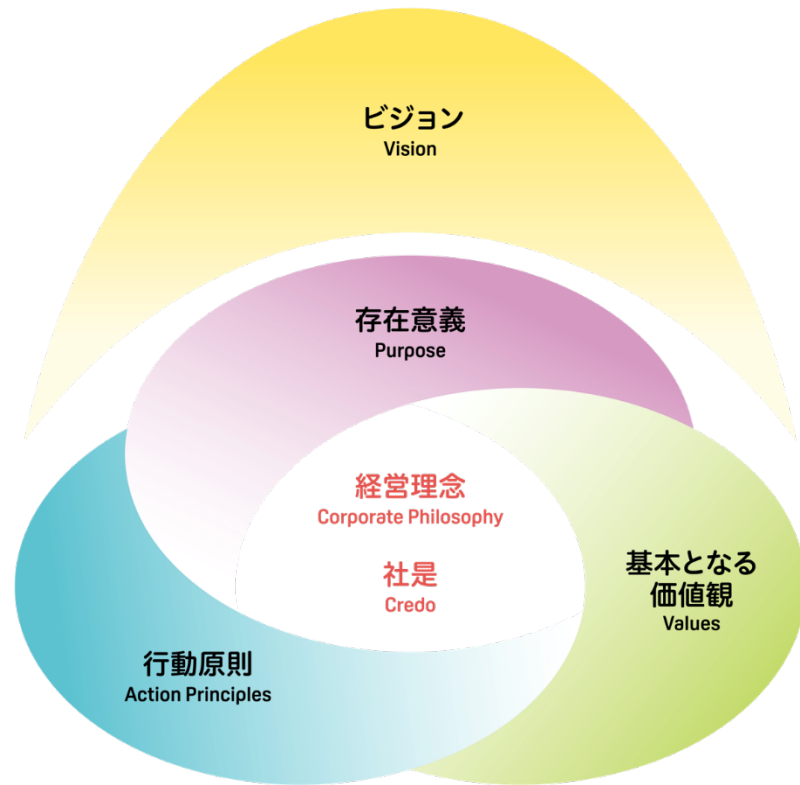 ビジョン
Vision
存在意義
Purpose
経営理念
Corporate Philosophy
社是
Credo
基本となる
価値観
Values
行動原則
Action Principles